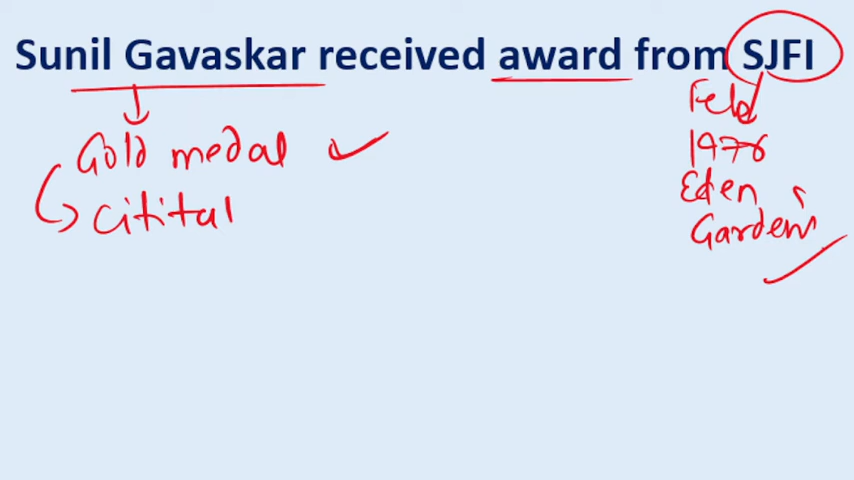 Sunil Gavaskar received award from SJFI
Gold medal
Citital
Feb
1976
Eden
Gardens